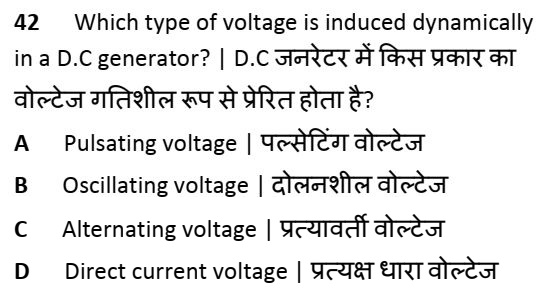 42 Which type of voltage is induced dynamically
in a D.C generator? | D.C जनरेटर में किस प्रकार का
वोल्टेज गतिशील रूप से प्रेरित होता है?
A Pulsating voltage | पल्सेटिंग वोल्टेज
B Oscillating voltage | दोलनशील वोल्टेज
C Alternating voltage | प्रत्यावर्ती वोल्टेज
D Direct current voltage | प्रत्यक्ष धारा वोल्टेज